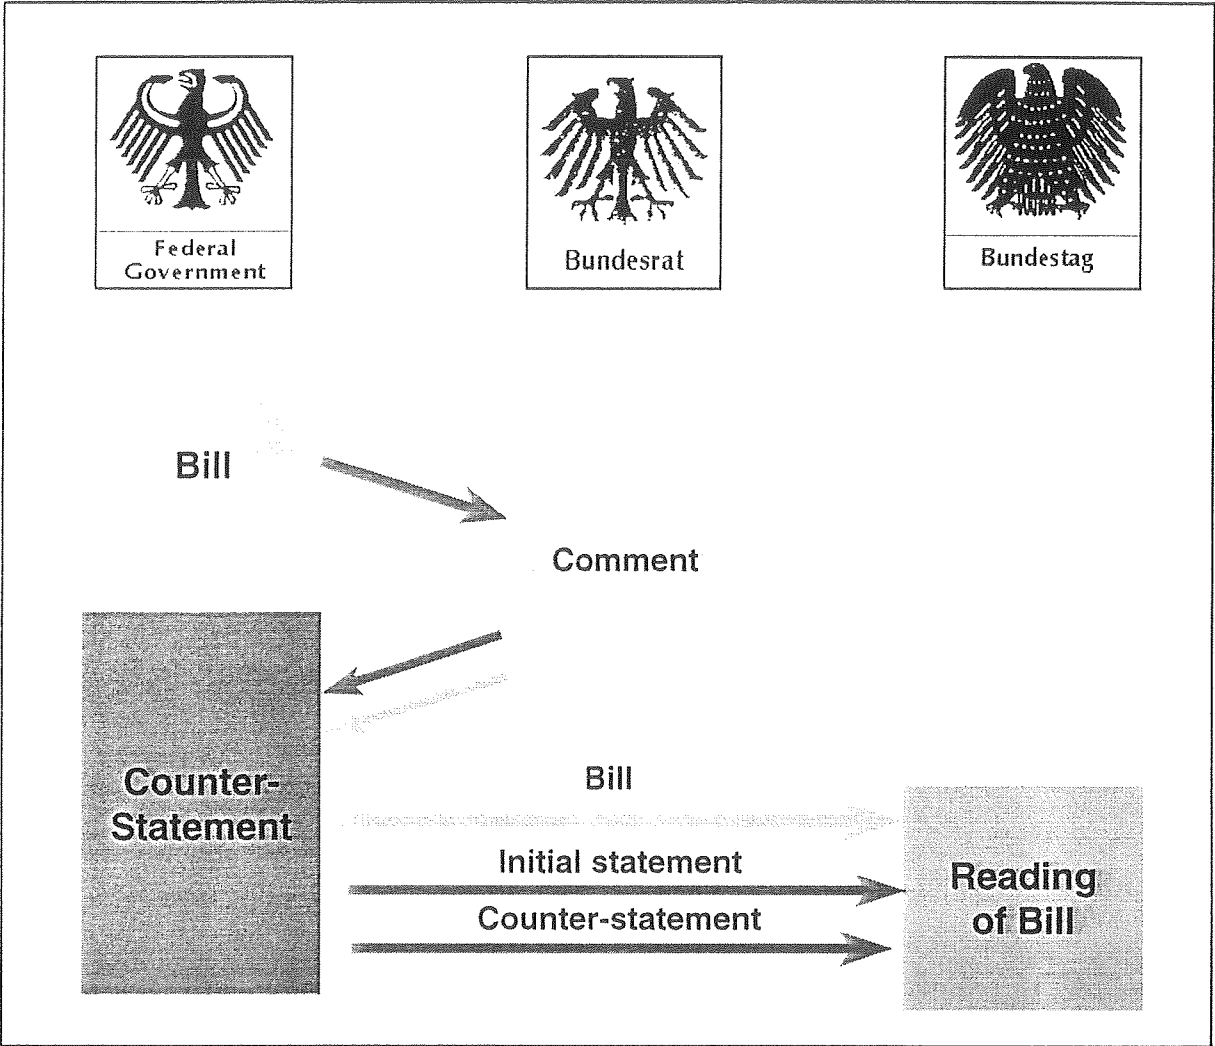 Federal
Government
Bundesrat
Bundestag
Bill
Comment
Counter-
Statement
Bill
Initial statement
Counter-statement
Reading
of Bill